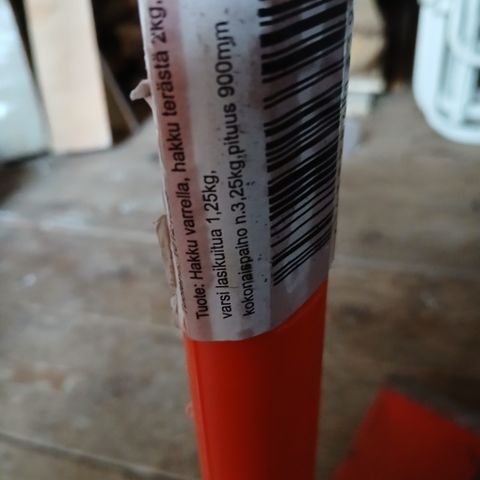 Tuote: Hakku varrella, hakku terästä 2kg,
varsi lasikuitua 1,25kg,
kokonaispaino n.3,25kg,pituus 900mm